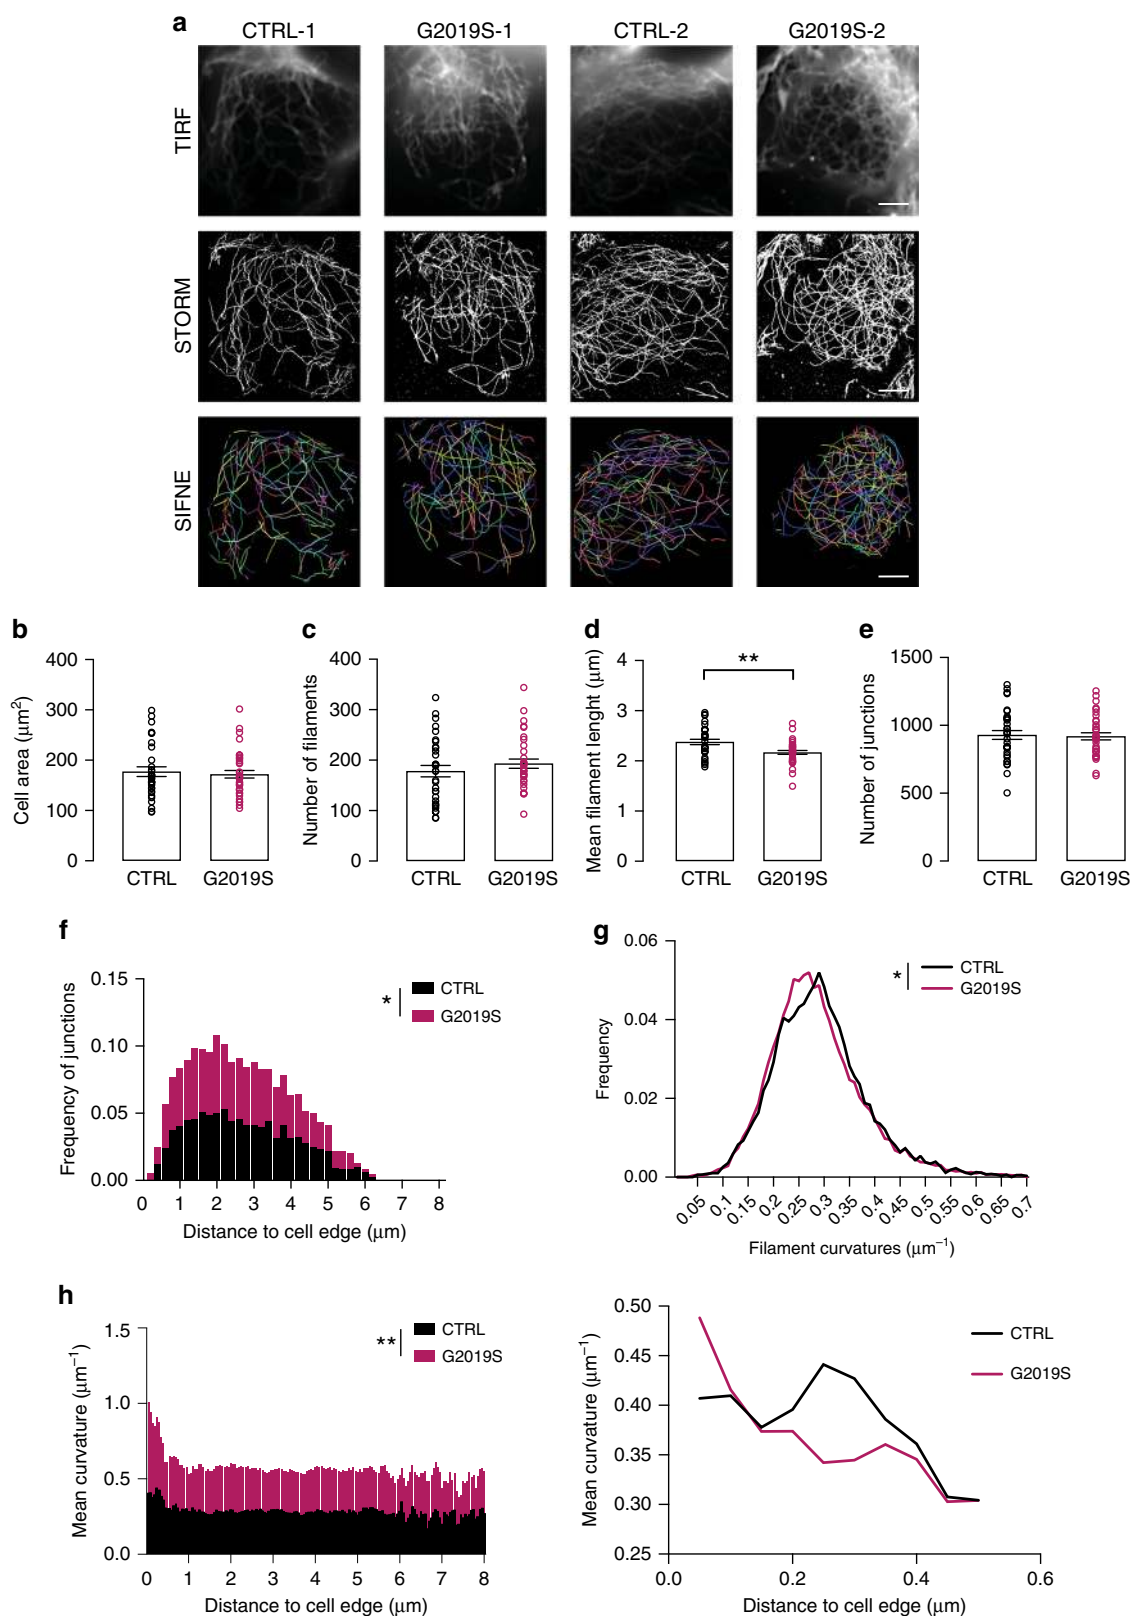 a
CTRL-1 G2019S-1 CTRL-2 G2019S-2
TIRF
STORM
SIFNE
b
Cell area (μm²)
400
300
200
100
0
CTRL G2019S
c
Number of filaments
400
300
200
100
0
CTRL G2019S
d
Mean filament lenght (μm)
4
3
2
1
0
**
CTRL G2019S
e
Number of junctions
1500
1000
500
0
CTRL G2019S
f
Frequency of junctions
0.15
0.10
0.05
0.00
* CTRL
G2019S
0 1 2 3 4 5 6 7 8
Distance to cell edge (μm)
g
Frequency
0.06
0.04
0.02
0.00
* CTRL
G2019S
0.05 0.1 0.15 0.2 0.25 0.3 0.35 0.4 0.45 0.5 0.55 0.6 0.65 0.7
Filament curvatures (μm⁻¹)
h
Mean curvature (μm⁻¹)
1.5
1.0
0.5
0.0
** CTRL
G2019S
0 1 2 3 4 5 6 7 8
Distance to cell edge (μm)
Mean curvature (μm⁻¹)
0.50
0.45
0.40
0.35
0.30
0.25
CTRL
G2019S
0.0 0.2 0.4 0.6
Distance to cell edge (μm)